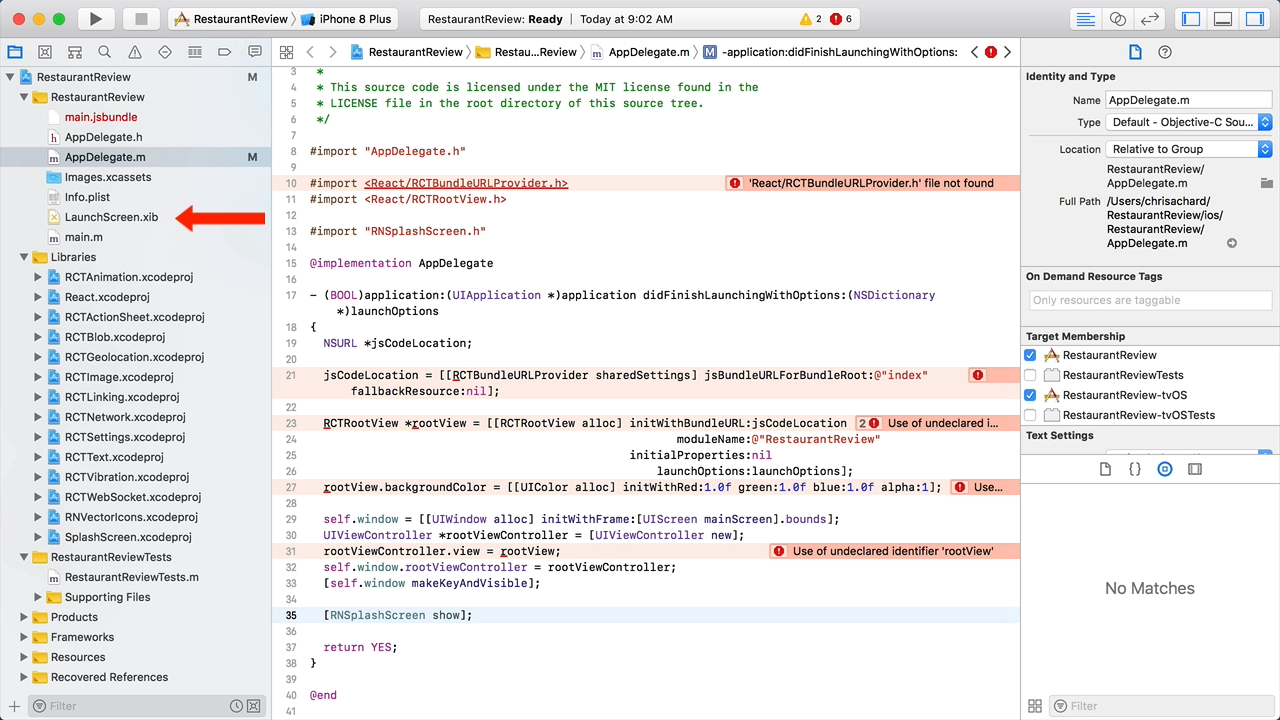 RestaurantReview iPhone 8 Plus
RestaurantReview: Ready | Today at 9:02 AM 2 6
RestaurantReview Restau...Review AppDelegate.m M -application:didFinishLaunchingWithOptions:
RestaurantReview M
RestaurantReview
main.jsbundle
AppDelegate.h
AppDelegate.m M
Images.xcassets
Info.plist
LaunchScreen.xib
main.m
Libraries
RCTAnimation.xcodeproj
React.xcodeproj
RCTActionSheet.xcodeproj
RCTBlob.xcodeproj
RCTGeolocation.xcodeproj
RCTImage.xcodeproj
RCTLinking.xcodeproj
RCTNetwork.xcodeproj
RCTSettings.xcodeproj
RCTText.xcodeproj
RCTVibration.xcodeproj
RCTWebSocket.xcodeproj
RNVectorIcons.xcodeproj
SplashScreen.xcodeproj
RestaurantReviewTests
RestaurantReviewTests.m
Supporting Files
Products
Frameworks
Resources
Recovered References
Filter
3 *
4 * This source code is licensed under the MIT license found in the
5 * LICENSE file in the root directory of this source tree.
6 */
7
8 #import "AppDelegate.h"
9
10 #import <React/RCTBundleURLProvider.h> 'React/RCTBundleURLProvider.h' file not found
11 #import <React/RCTRootView.h>
12
13 #import "RNSplashScreen.h"
14
15 @implementation AppDelegate
16
17 - (BOOL)application:(UIApplication *)application didFinishLaunchingWithOptions:(NSDictionary
*)launchOptions
18 {
19 NSURL *jsCodeLocation;
20
21 jsCodeLocation = [[RCTBundleURLProvider sharedSettings] jsBundleURLForBundleRoot:@"index"
fallbackResource:nil];
22
23 RCTRootView *rootView = [[RCTRootView alloc] initWithBundleURL:jsCodeLocation 2 Use of undeclared i...
24 moduleName:@"RestaurantReview"
25 initialProperties:nil
26 launchOptions:launchOptions];
27 rootView.backgroundColor = [[UIColor alloc] initWithRed:1.0f green:1.0f blue:1.0f alpha:1]; Use...
28
29 self.window = [[UIWindow alloc] initWithFrame:[UIScreen mainScreen].bounds];
30 UIViewController *rootViewController = [UIViewController new];
31 rootViewController.view = rootView; Use of undeclared identifier 'rootView'
32 self.window.rootViewController = rootViewController;
33 [self.window makeKeyAndVisible];
34
35 [RNSplashScreen show];
36
37 return YES;
38 }
39
40 @end
41
Identity and Type
Name AppDelegate.m
Type Default - Objective-C Sou...
Location Relative to Group
RestaurantReview/
AppDelegate.m
Full Path /Users/chrisachard/
RestaurantReview/ios/
RestaurantReview/
AppDelegate.m
On Demand Resource Tags
Only resources are taggable
Target Membership
RestaurantReview
RestaurantReviewTests
RestaurantReview-tvOS
RestaurantReview-tvOSTests
Text Settings
{}
No Matches
Filter